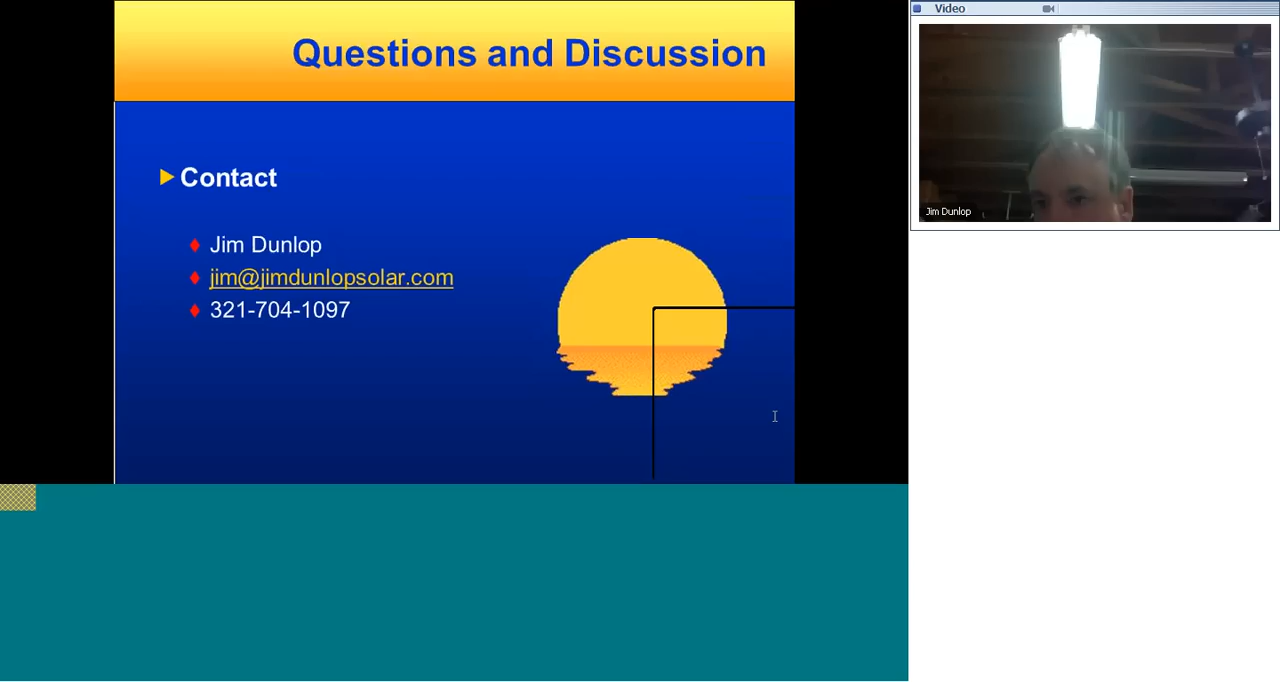 Questions and Discussion
Contact
Jim Dunlop
jim@jimdunlopsolar.com
321-704-1097
Video
Jim Dunlop